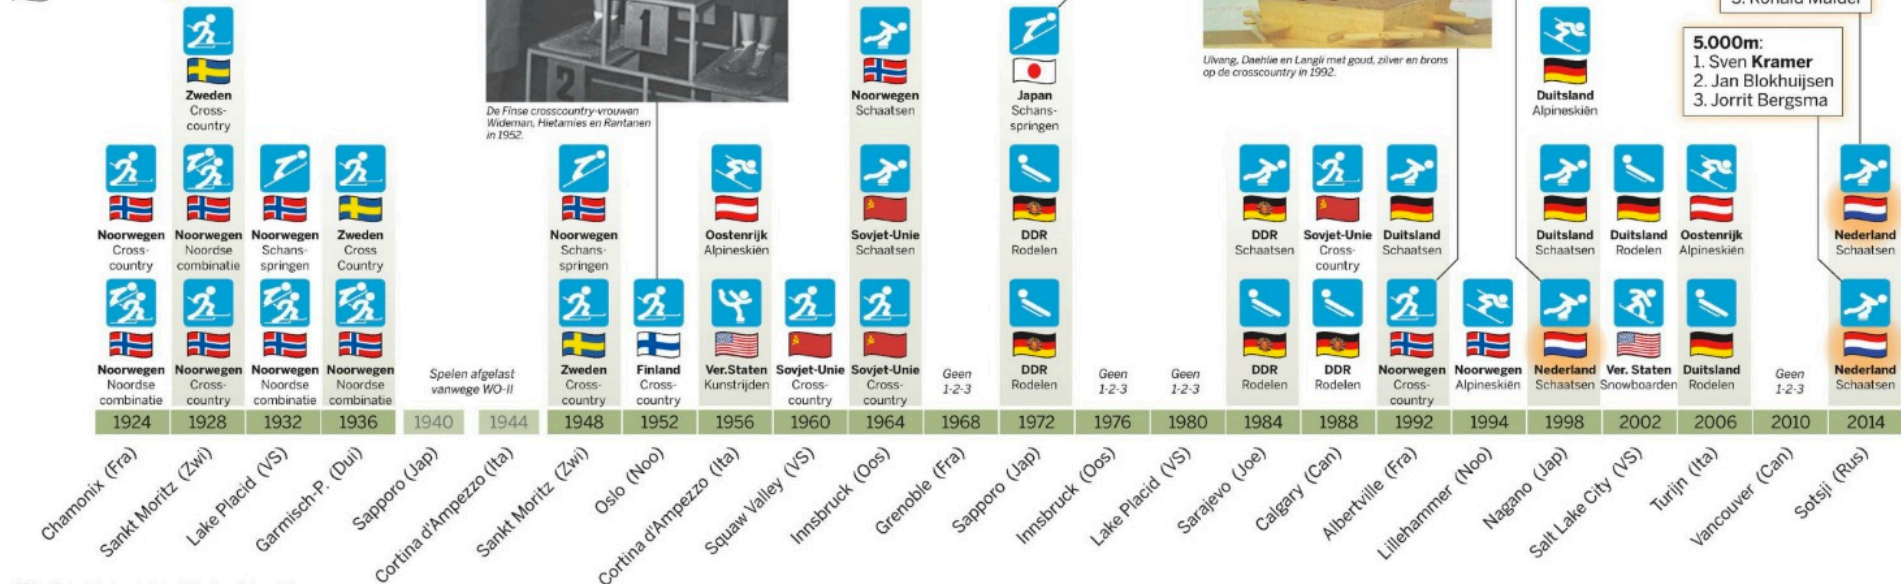 3. Ronald Mulder
5.000m:
1. Sven Kramer
2. Jan Blokhuijsen
3. Jorrit Bergsma
Ulvang, Daehlie en Langli met goud, zilver en brons
op de crosscountry in 1992.
1
2
De Finse crosscountry-vrouwen
Wideman, Hietamies en Rantanen
in 1952.
Zweden
Cross-
country
Noorwegen
Schaatsen
Japan
Schans-
springen
Duitsland
Alpineskiën
Noorwegen
Cross-
country
Noorwegen
Noordse
combinatie
Noorwegen
Schans-
springen
Zweden
Cross
Country
Noorwegen
Schans-
springen
Oostenrijk
Alpineskiën
Sovjet-Unie
Schaatsen
DDR
Rodelen
DDR
Schaatsen
Sovjet-Unie
Cross-
country
Duitsland
Schaatsen
Duitsland
Schaatsen
Duitsland
Rodelen
Oostenrijk
Alpineskiën
Nederland
Schaatsen
Noorwegen
Noordse
combinatie
Noorwegen
Cross-
country
Noorwegen
Noordse
combinatie
Noorwegen
Noordse
combinatie
Spelen afgelast
vanwege WO-II
Zweden
Cross-
country
Finland
Cross-
country
Ver.Staten
Kunstrijden
Sovjet-Unie
Cross-
country
Sovjet-Unie
Cross-
country
Geen
1-2-3
DDR
Rodelen
Geen
1-2-3
Geen
1-2-3
DDR
Rodelen
DDR
Rodelen
Noorwegen
Cross-
country
Noorwegen
Alpineskiën
Nederland
Schaatsen
Ver. Staten
Snowboarden
Duitsland
Rodelen
Geen
1-2-3
Nederland
Schaatsen
1924 1928 1932 1936 1940 1944 1948 1952 1956 1960 1964 1968 1972 1976 1980 1984 1988 1992 1994 1998 2002 2006 2010 2014
Chamonix (Fra)
Sankt Moritz (Zwi)
Lake Placid (VS)
Garmisch-P. (Dui)
Sapporo (Jap)
Cortina d'Ampezzo (Ita)
Sankt Moritz (Zwi)
Oslo (Noo)
Cortina d'Ampezzo (Ita)
Squaw Valley (VS)
Innsbruck (Oos)
Grenoble (Fra)
Sapporo (Jap)
Innsbruck (Oos)
Lake Placid (VS)
Sarajevo (Joe)
Calgary (Can)
Albertville (Fra)
Lillehammer (Noo)
Nagano (Jap)
Salt Lake City (VS)
Turijn (Ita)
Vancouver (Can)
Sotsji (Rus)